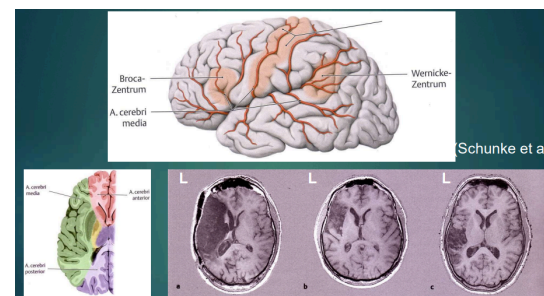 Broca-
Zentrum
Wernicke-
Zentrum
A. cerebri
media
(Schunke et a
A. cerebri
media
A. cerebri
anterior
A. cerebri
posterior
L
L
L
a
b
c